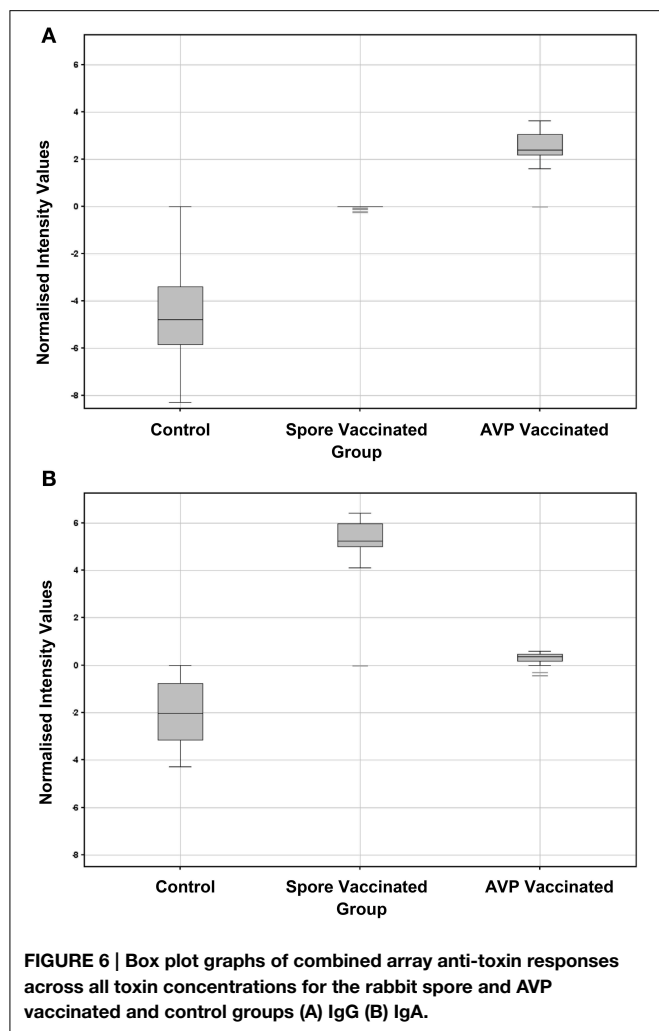 A
Normalised Intensity Values
6
4
2
0
-2
-4
-6
-8
Control
Spore Vaccinated
AVP Vaccinated
Group
B
Normalised Intensity Values
6
4
2
0
-2
-4
-6
-8
Control
Spore Vaccinated
AVP Vaccinated
Group
FIGURE 6 | Box plot graphs of combined array anti-toxin responses
across all toxin concentrations for the rabbit spore and AVP
vaccinated and control groups (A) IgG (B) IgA.